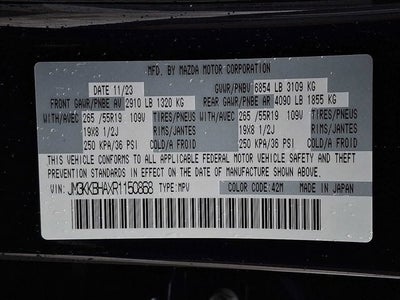 MFD. BY MAZDA MOTOR CORPORATION
DATE 11/23 GVWR/PNBV 6854 LB 3109 KG
FRONT GAWR/PNBE AV 2910 LB 1320 KG REAR GAWR/PNBE AR 4090 LB 1855 KG
WITH/AVEC 265 /55R19 109V TIRES/PNEUS WITH/AVEC 265 /55R19 109V TIRES/PNEUS
19X8 1/2J RIMS/JANTES 19X8 1/2J RIMS/JANTES
250 KPA/36 PSI COLD/A FROID 250 KPA/36 PSI COLD/A FROID
THIS VEHICLE CONFORMS TO ALL APPLICABLE FEDERAL MOTOR VEHICLE SAFETY AND THEFT
PREVENTION STANDARDS IN EFFECT ON THE DATE OF MANUFACTURE SHOWN ABOVE.
VIN: JM3KKBHAXR1150868 TYPE:MPV COLOR CODE:42M MADE IN JAPAN